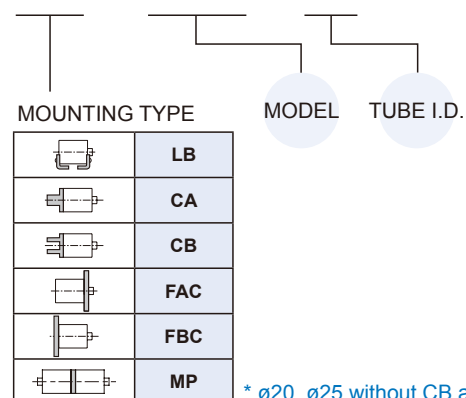 MOUNTING TYPE MODEL TUBE I.D.
LB
CA
CB
FAC
FBC
MP
* ø20, ø25 without CB a